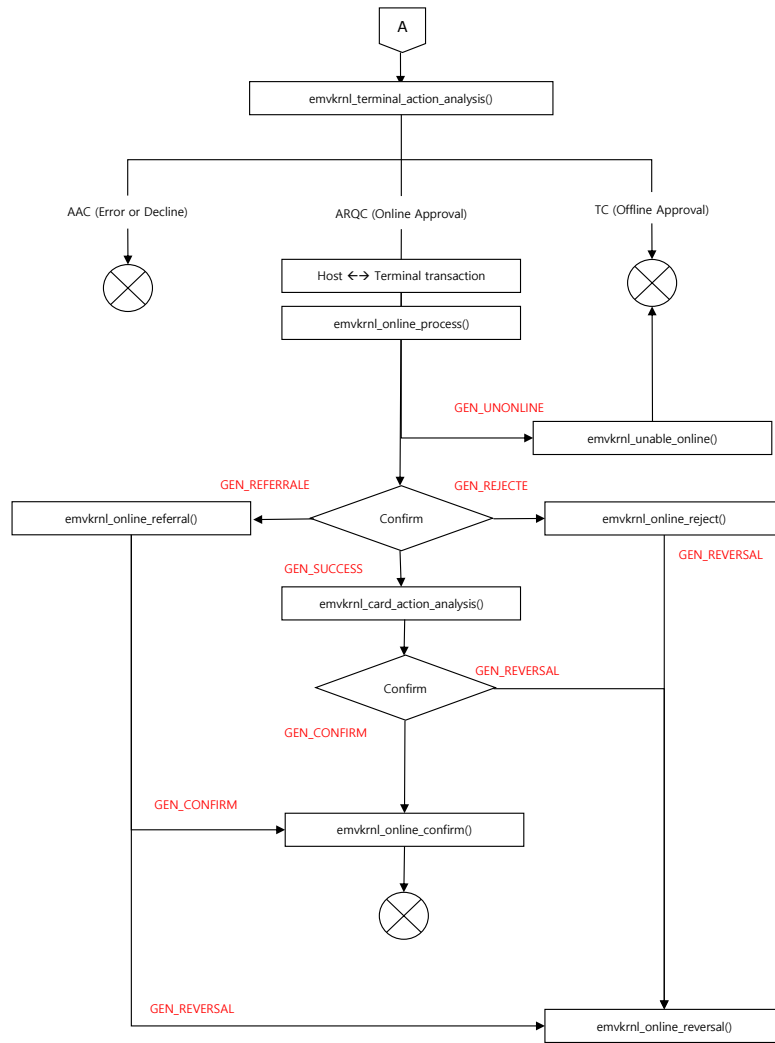 A
emvkrnl_terminal_action_analysis()
AAC (Error or Decline)
ARQC (Online Approval)
TC (Offline Approval)
Host ←→ Terminal transaction
emvkrnl_online_process()
GEN_UNONLINE
emvkrnl_unable_online()
GEN_REFERRALE
GEN_REJECTE
emvkrnl_online_referral()
Confirm
emvkrnl_online_reject()
GEN_SUCCESS
GEN_REVERSAL
emvkrnl_card_action_analysis()
GEN_REVERSAL
Confirm
GEN_CONFIRM
GEN_CONFIRM
emvkrnl_online_confirm()
GEN_REVERSAL
emvkrnl_online_reversal()